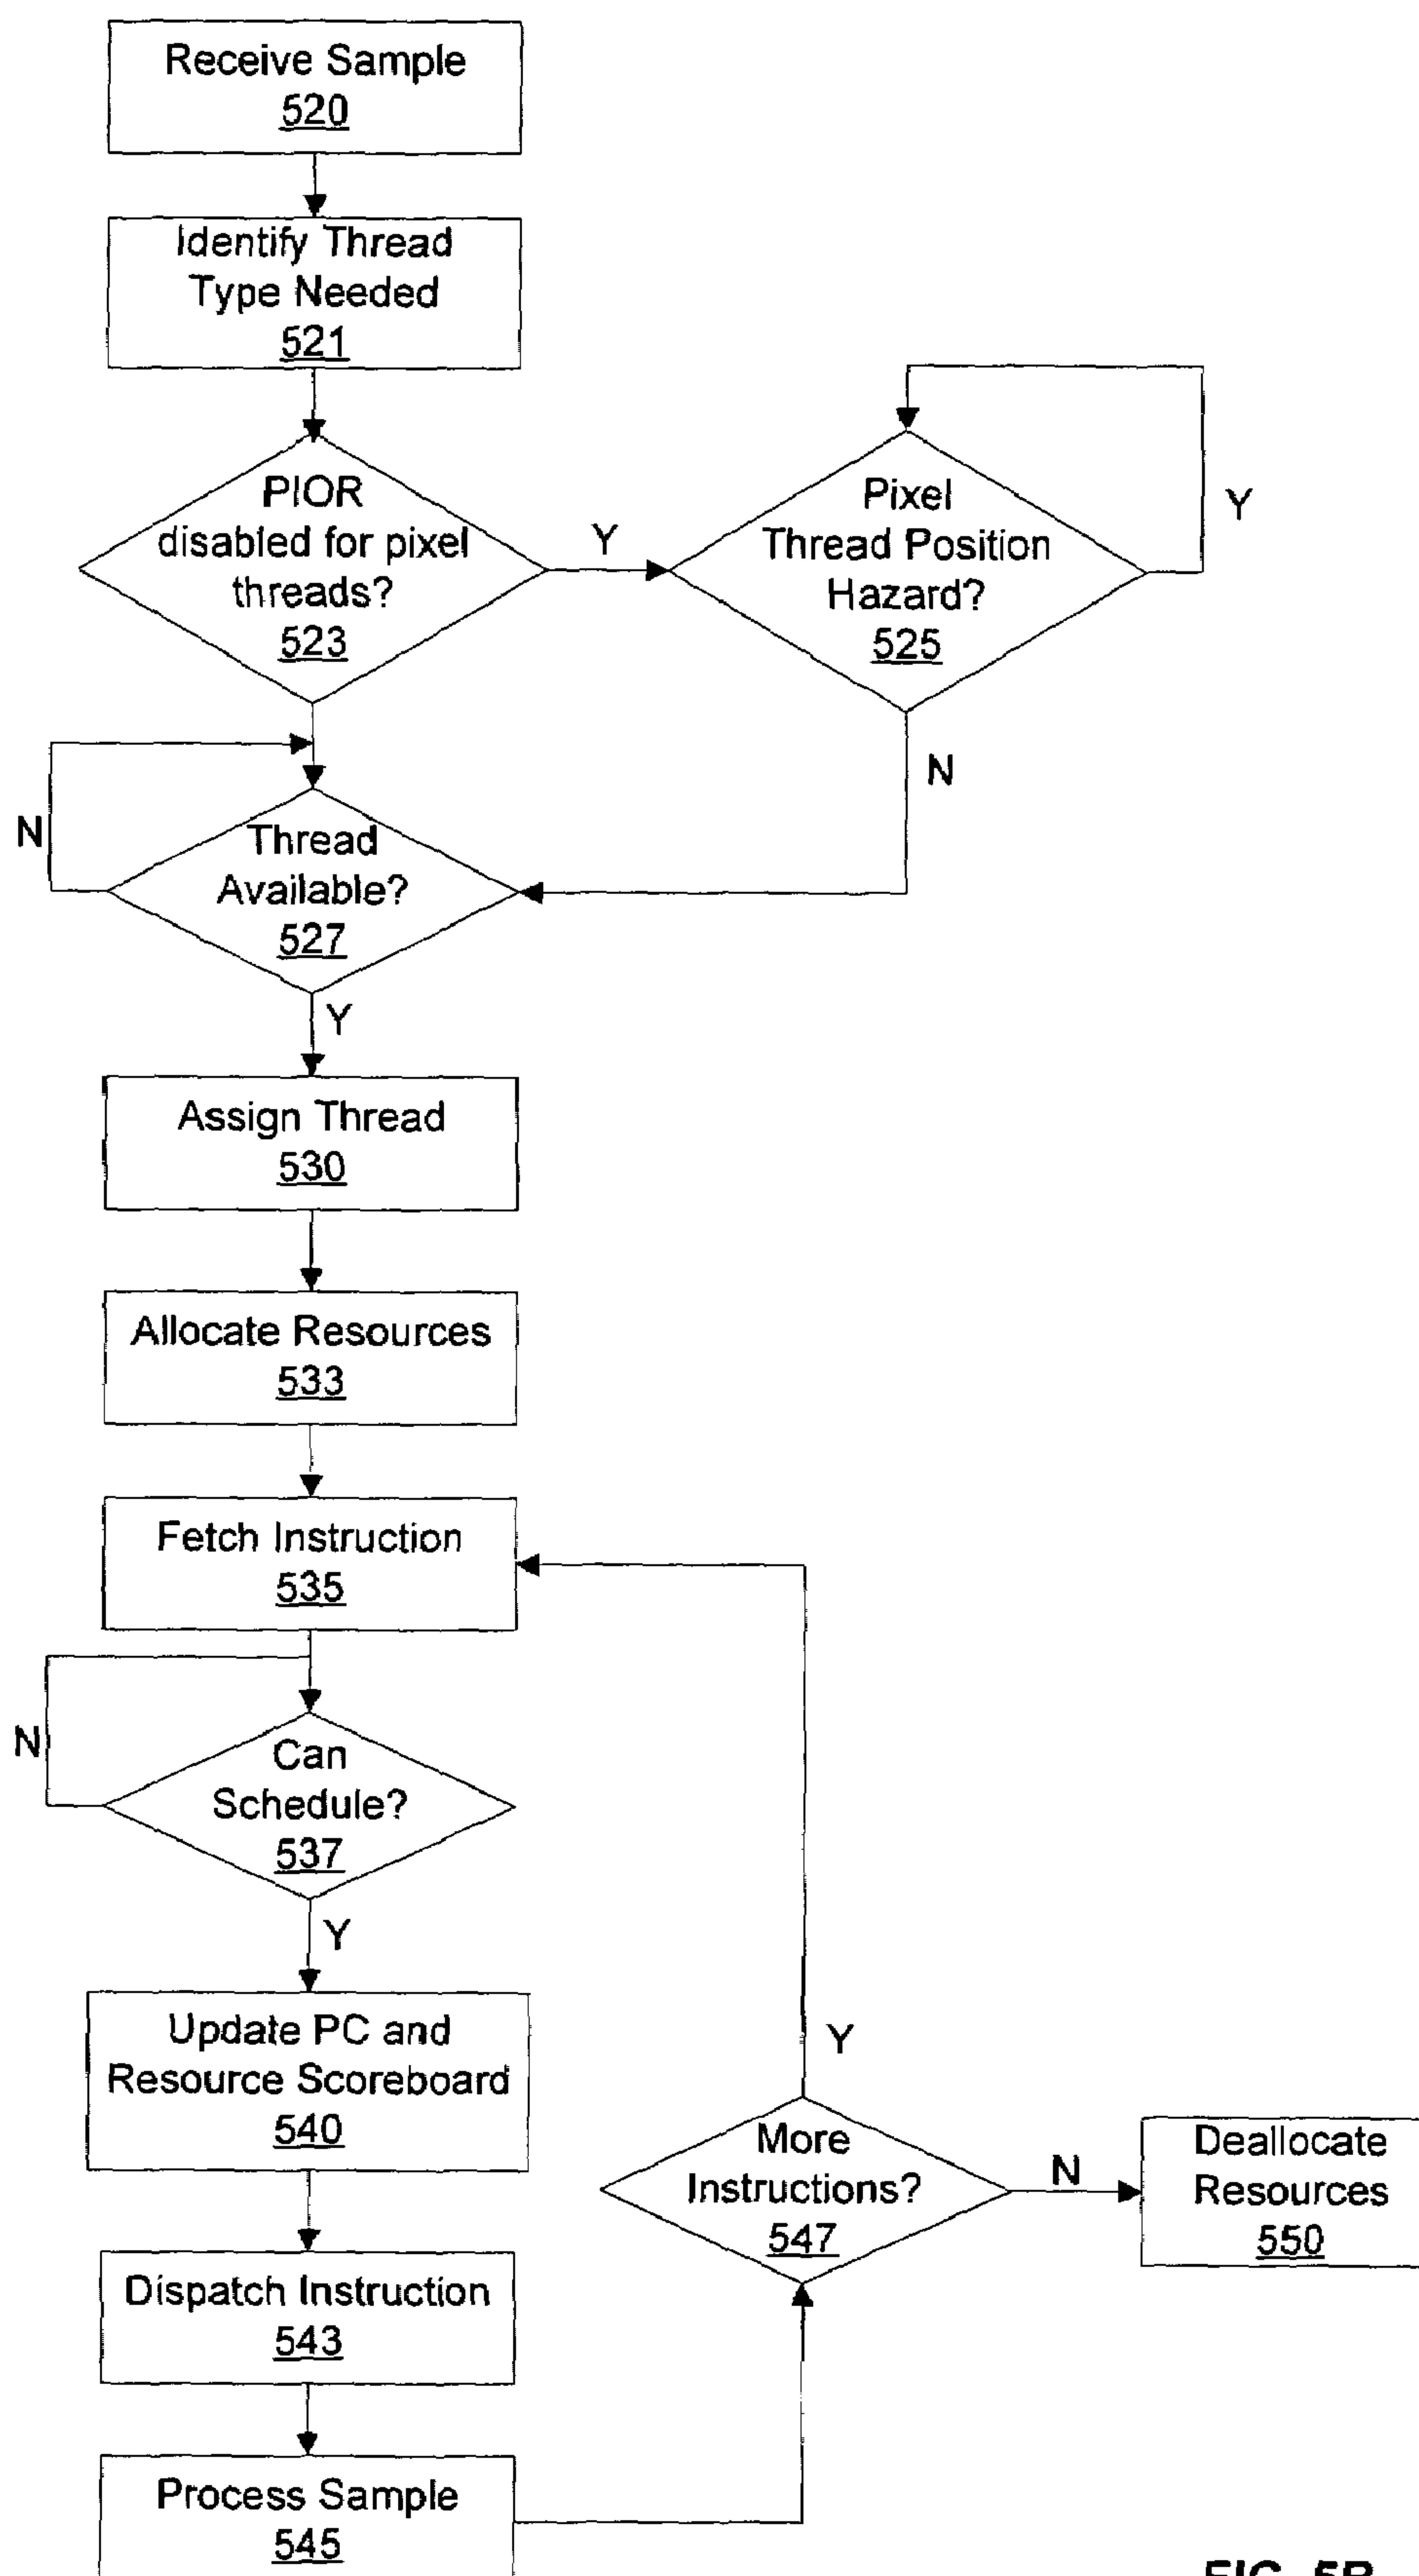 Receive Sample
520
Identify Thread
Type Needed
521
PIOR
disabled for pixel
threads?
523
Y
Pixel
Thread Position
Hazard?
525
Y
N
N
Thread
Available?
527
Y
Assign Thread
530
Allocate Resources
533
Fetch Instruction
535
N
Can
Schedule?
537
Y
Update PC and
Resource Scoreboard
540
Y
More
Instructions?
547
N
Deallocate
Resources
550
Dispatch Instruction
543
Process Sample
545
FIG. 5B